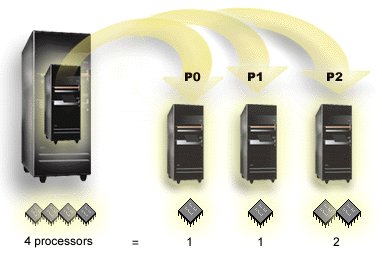 P0 P1 P2
4 processors = 1 1 2